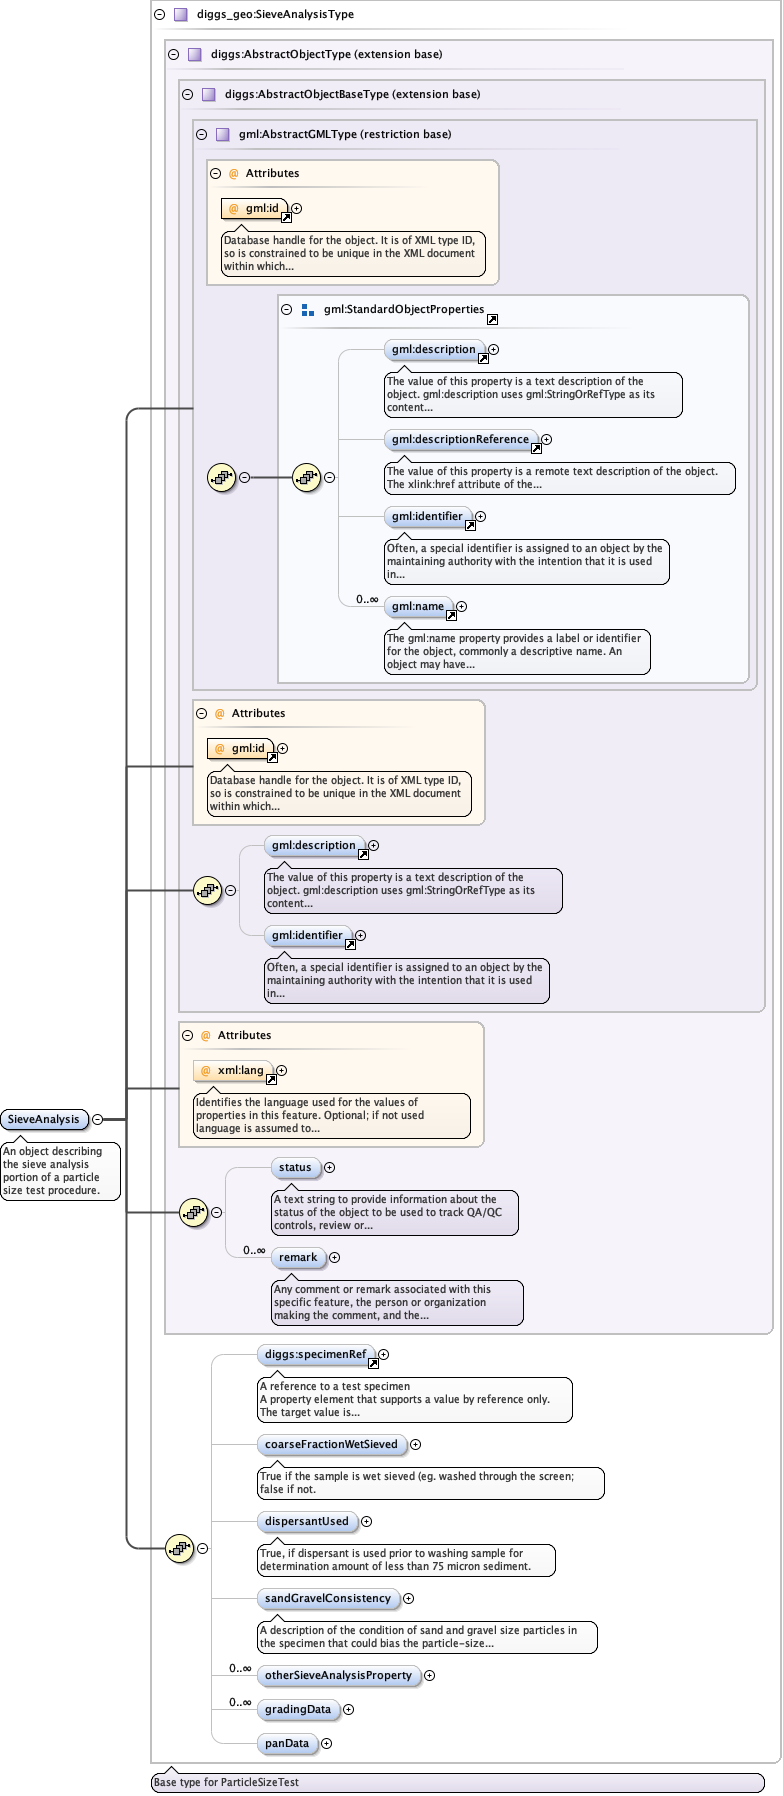 diggs_geo:SieveAnalysisType
diggs:AbstractObjectType (extension base)
diggs:AbstractObjectBaseType (extension base)
gml:AbstractGMLType (restriction base)
@ Attributes
@ gml:id
Database handle for the object. It is of XML type ID,
so is constrained to be unique in the XML document
within which...
gml:StandardObjectProperties
gml:description
The value of this property is a text description of the
object. gml:description uses gml:StringOrRefType as its
content...
gml:descriptionReference
The value of this property is a remote text description of the object.
The xlink:href attribute of the...
gml:identifier
Often, a special identifier is assigned to an object by the
maintaining authority with the intention that it is used
in...
0..∞
gml:name
The gml:name property provides a label or identifier
for the object, commonly a descriptive name. An
object may have...
@ Attributes
@ gml:id
Database handle for the object. It is of XML type ID,
so is constrained to be unique in the XML document
within which...
gml:description
The value of this property is a text description of the
object. gml:description uses gml:StringOrRefType as its
content...
gml:identifier
Often, a special identifier is assigned to an object by the
maintaining authority with the intention that it is used
in...
@ Attributes
@ xml:lang
Identifies the language used for the values of
properties in this feature. Optional; if not used
language is assumed to...
SieveAnalysis
An object describing
the sieve analysis
portion of a particle
size test procedure.
status
A text string to provide information about the
status of the object to be used to track QA/QC
controls, review or...
0..∞
remark
Any comment or remark associated with this
specific feature, the person or organization
making the comment, and the...
diggs:specimenRef
A reference to a test specimen
A property element that supports a value by reference only.
The target value is...
coarseFractionWetSieved
True if the sample is wet sieved (eg. washed through the screen;
false if not.
dispersantUsed
True, if dispersant is used prior to washing sample for
determination amount of less than 75 micron sediment.
sandGravelConsistency
A description of the condition of sand and gravel size particles in
the specimen that could bias the particle-size...
0..∞
otherSieveAnalysisProperty
0..∞
gradingData
panData
Base type for ParticleSizeTest